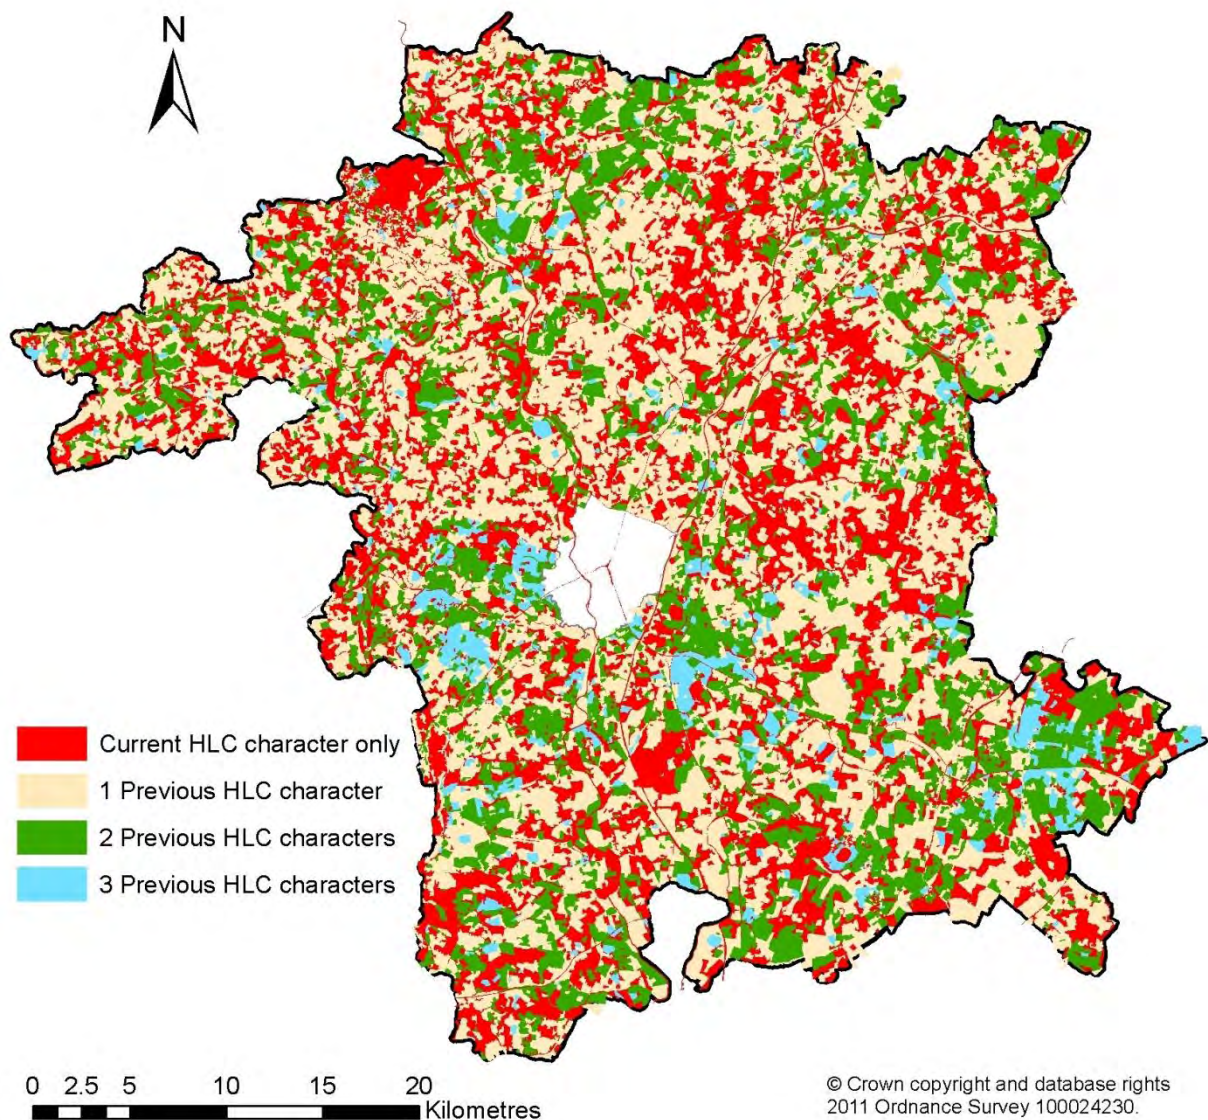 N
Current HLC character only
1 Previous HLC character
2 Previous HLC characters
3 Previous HLC characters
0 2.5 5 10 15 20
Kilometres
© Crown copyright and database rights
2011 Ordnance Survey 100024230.